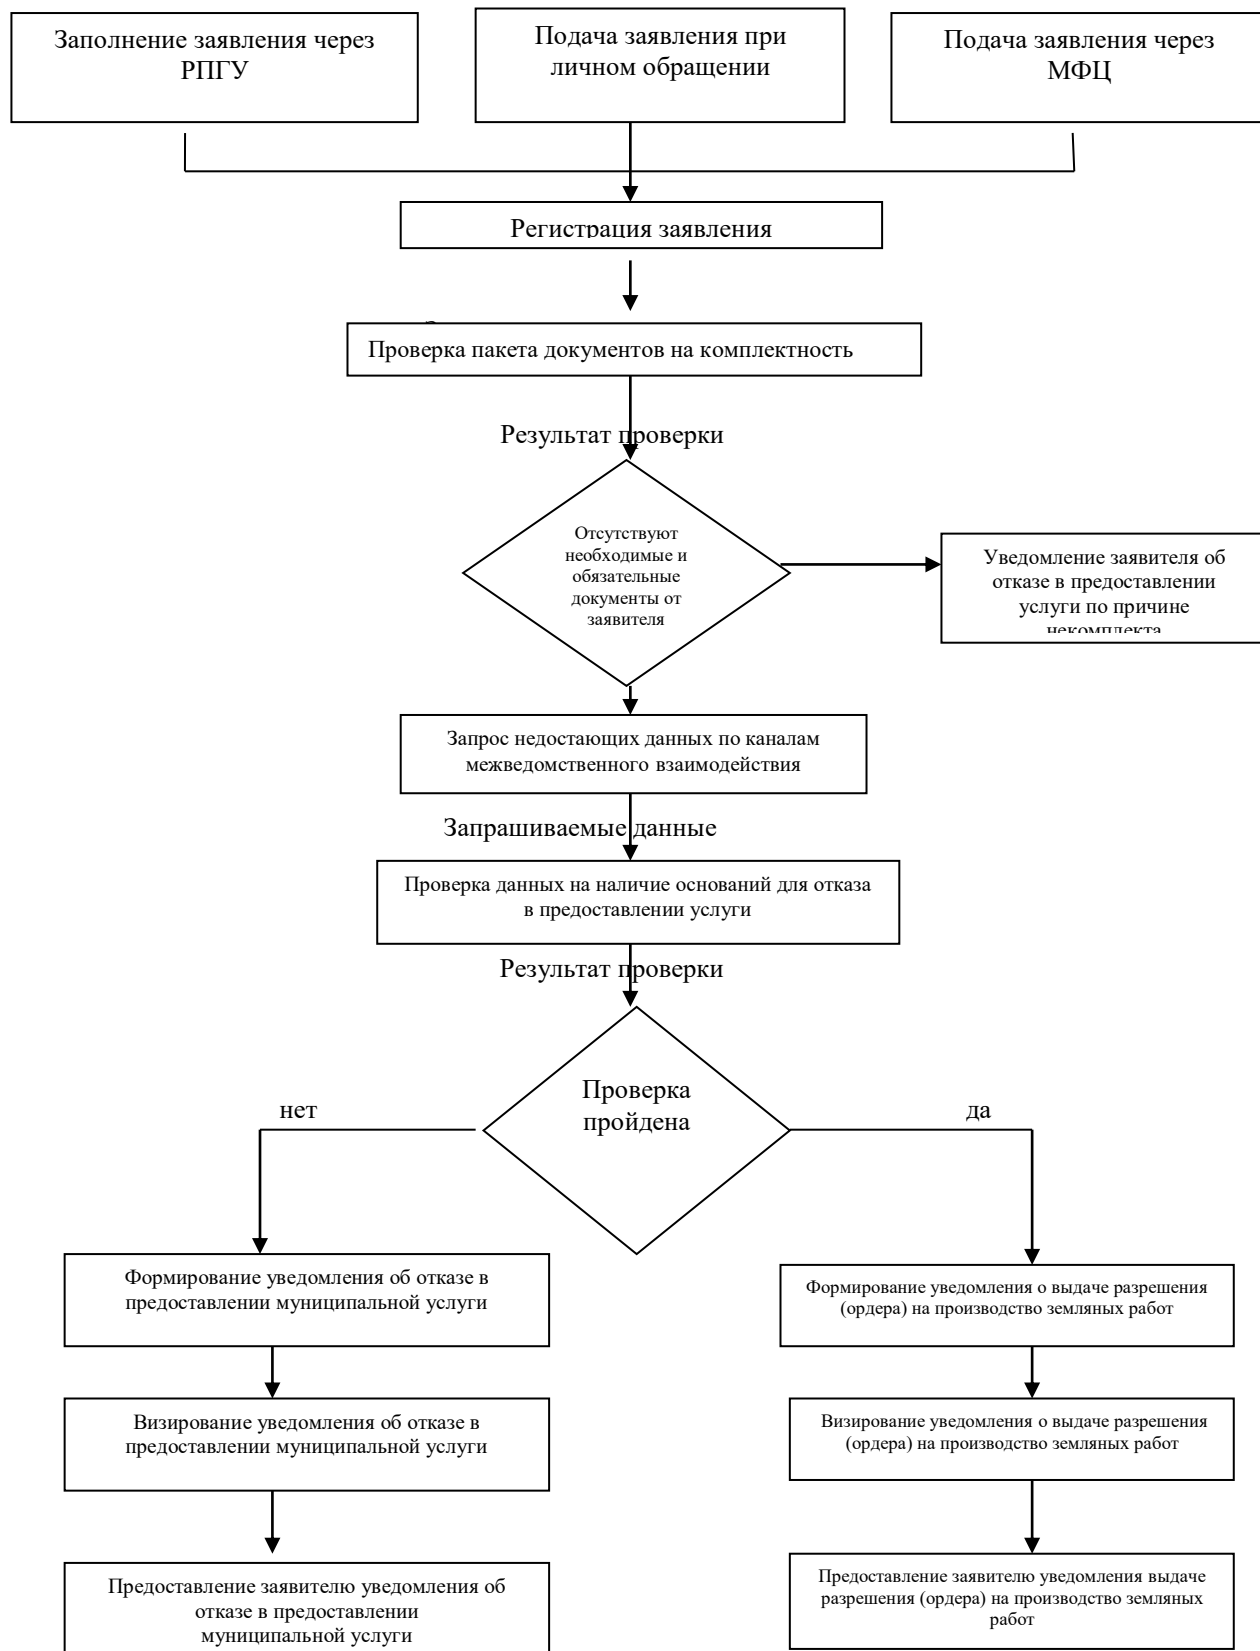 Заполнение заявления через
РПГУ
Подача заявления при
личном обращении
Подача заявления через
МФЦ
Регистрация заявления
Проверка пакета документов на комплектность
Результат проверки
Отсутствуют
необходимые и
обязательные
документы от
заявителя
Уведомление заявителя об
отказе в предоставлении
услуги по причине
некомплекта
Запрос недостающих данных по каналам
межведомственного взаимодействия
Запрашиваемые данные
Проверка данных на наличие оснований для отказа
в предоставлении услуги
Результат проверки
Проверка
пройдена
нет
да
Формирование уведомления об отказе в
предоставлении муниципальной услуги
Формирование уведомления о выдаче разрешения
(ордера) на производство земляных работ
Визирование уведомления об отказе в
предоставлении муниципальной услуги
Визирование уведомления о выдаче разрешения
(ордера) на производство земляных работ
Предоставление заявителю уведомления об
отказе в предоставлении
муниципальной услуги
Предоставление заявителю уведомления выдаче
разрешения (ордера) на производство земляных
работ